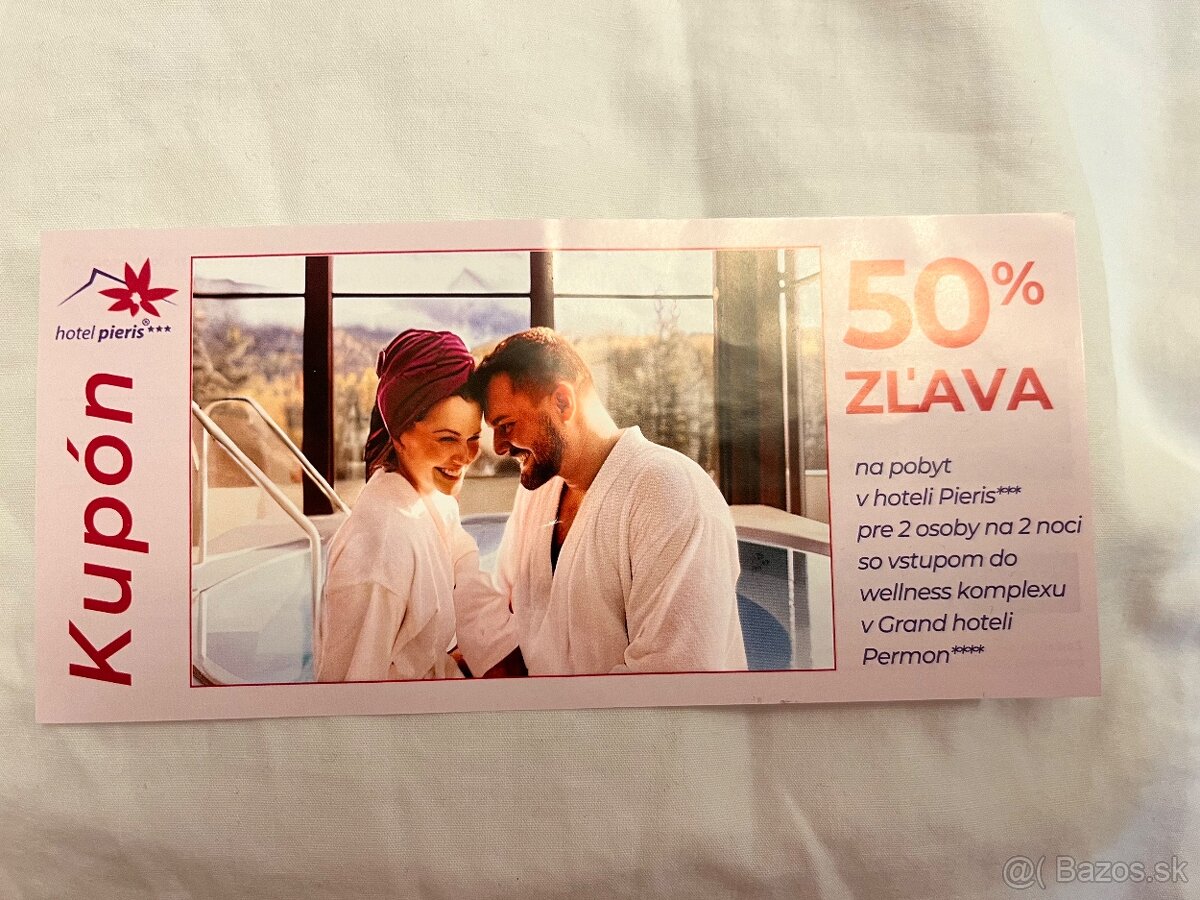 hotel pieris®***
Kupón
50%
ZĽAVA
na pobyt
v hoteli Pieris***
pre 2 osoby na 2 noci
so vstupom do
wellness komplexu
v Grand hoteli
Permon****
@( Bazos.sk